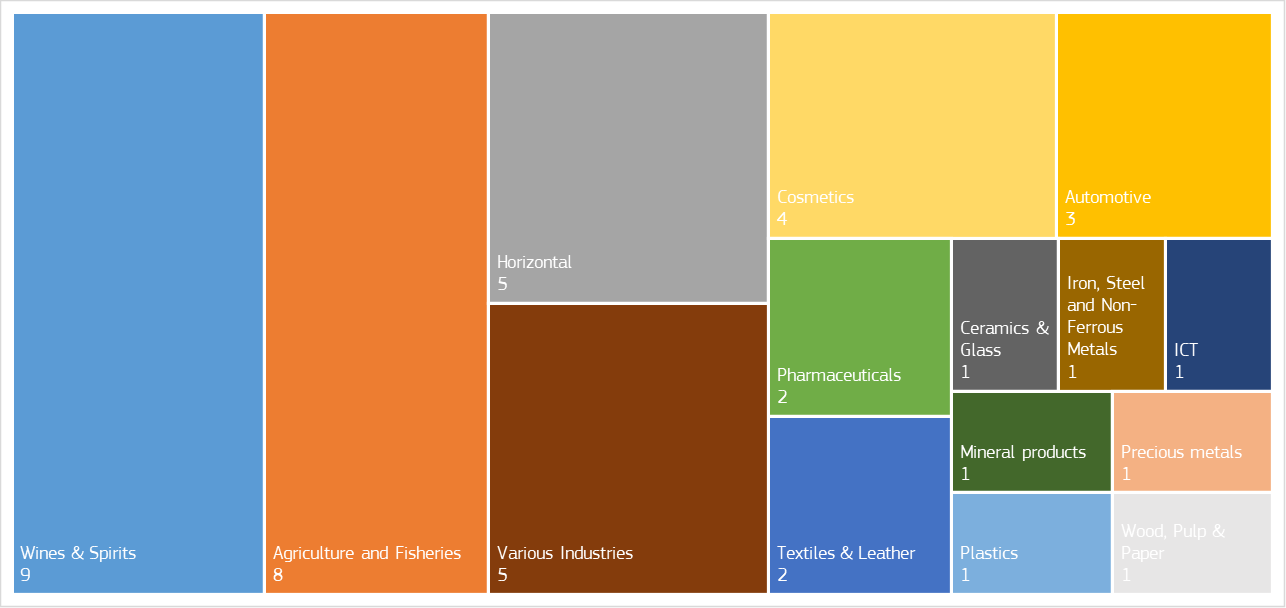 Wines & Spirits
9
Agriculture and Fisheries
8
Horizontal
5
Various Industries
5
Cosmetics
4
Automotive
3
Pharmaceuticals
2
Textiles & Leather
2
Ceramics &
Glass
1
Iron, Steel
and Non-
Ferrous
Metals
1
ICT
1
Mineral products
1
Precious metals
1
Plastics
1
Wood, Pulp &
Paper
1